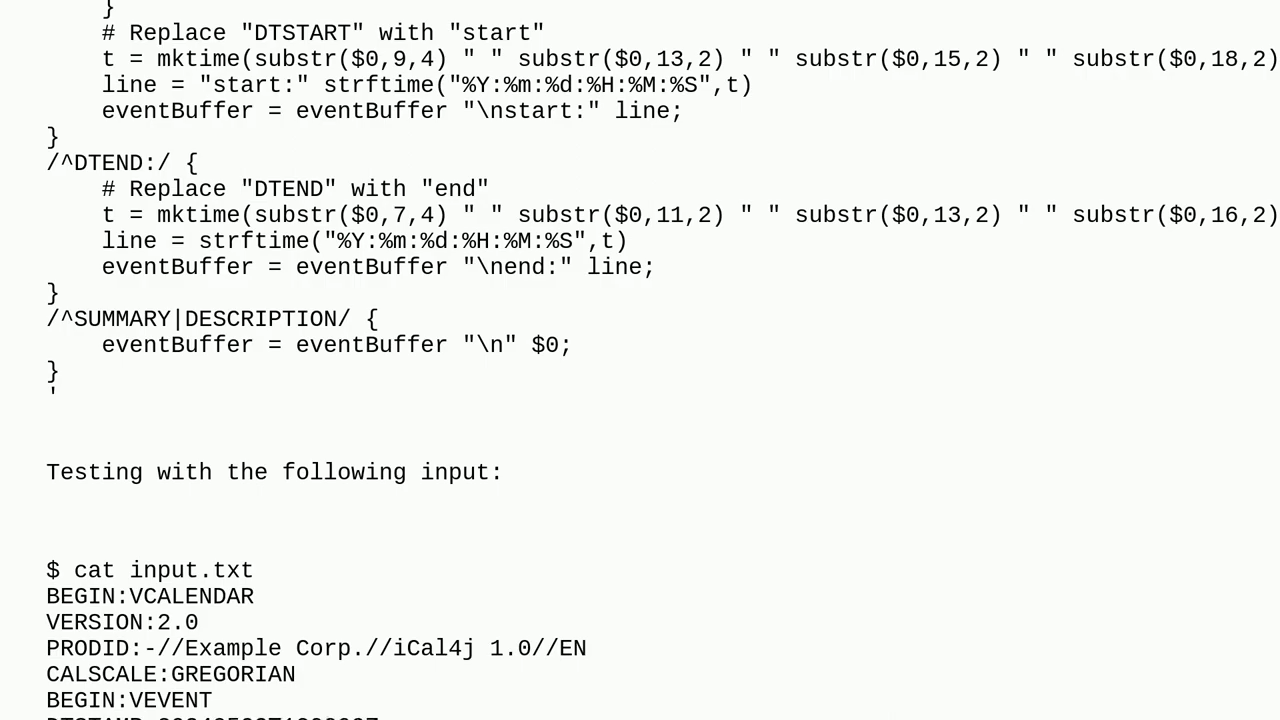 }
# Replace "DTSTART" with "start"
t = mktime(substr($0,9,4) " " substr($0,13,2) " " substr($0,15,2) " " substr($0,18,2)
line = "start:" strftime("%Y:%m:%d:%H:%M:%S",t)
eventBuffer = eventBuffer "\nstart:" line;
}
/^DTEND:/ {
# Replace "DTEND" with "end"
t = mktime(substr($0,7,4) " " substr($0,11,2) " " substr($0,13,2) " " substr($0,16,2)
line = strftime("%Y:%m:%d:%H:%M:%S",t)
eventBuffer = eventBuffer "\nend:" line;
}
/^SUMMARY|DESCRIPTION/ {
eventBuffer = eventBuffer "\n" $0;
}
'
Testing with the following input:
$ cat input.txt
BEGIN:VCALENDAR
VERSION:2.0
PRODID:-//Example Corp.//iCal4j 1.0//EN
CALSCALE:GREGORIAN
BEGIN:VEVENT